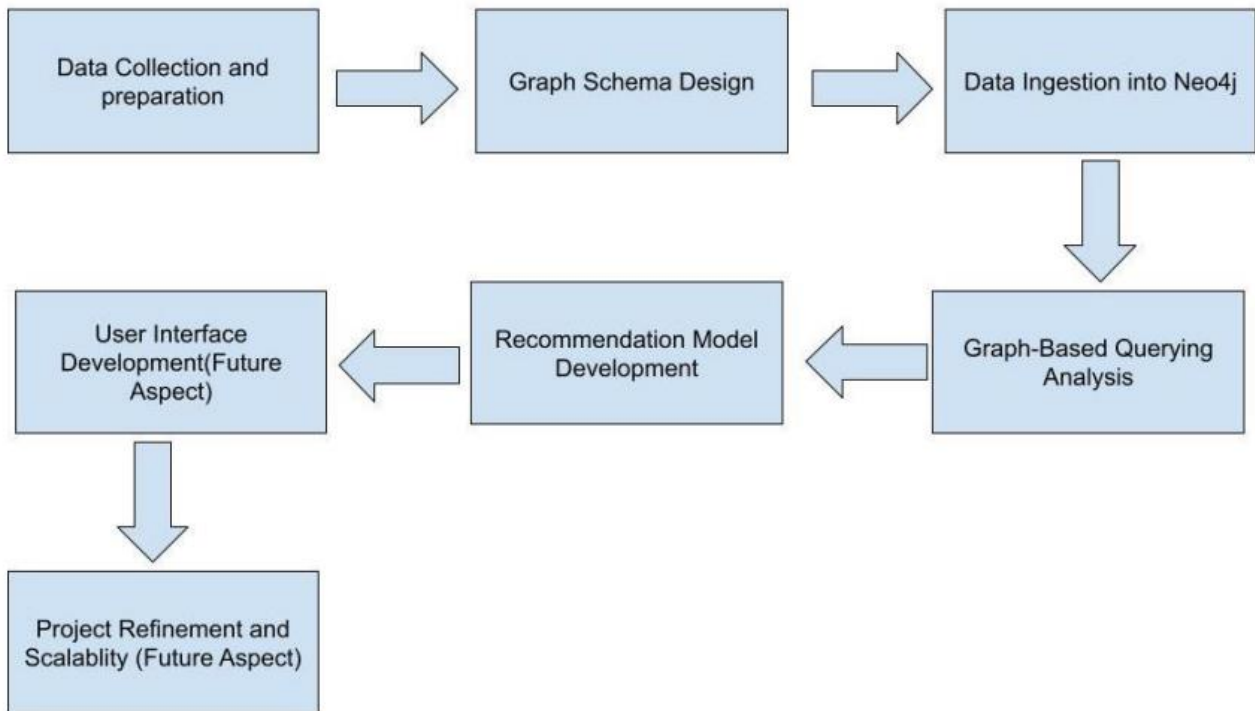 Data Collection and
preparation
Graph Schema Design
Data Ingestion into Neo4j
Graph-Based Querying
Analysis
Recommendation Model
Development
User Interface
Development(Future
Aspect)
Project Refinement and
Scalablity (Future Aspect)